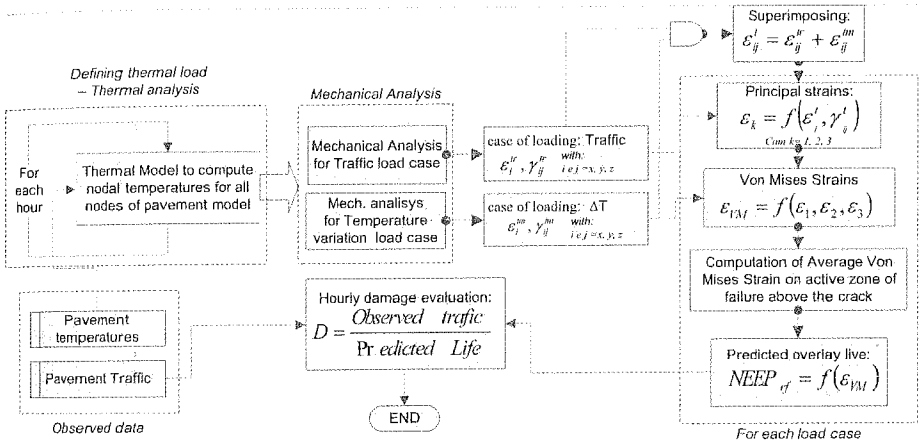 Defining thermal load
– Thermal analysis
For
each
hour
Thermal Model to compute
nodal temperatures for all
nodes of pavement model
Mechanical Analysis
Mechanical Analysis
for Traffic load case
Mech. analisys
for Temperature
variation load case
case of loading: Traffic
ε_i^tr, γ_ij^tr with:
i e j = x, y, z
case of loading: ΔT
ε_i^tm, γ_ij^tm with:
i e j = x, y, z
Superimposing:
ε_ij^t = ε_ij^tr + ε_ij^tm
Principal strains:
ε_k = f(ε_i^t, γ_ij^t)
Com k= 1, 2, 3
Von Mises Strains
ε_VM = f(ε_1, ε_2, ε_3)
Computation of Average Von
Mises Strain on active zone of
failure above the crack
Predicted overlay live:
NEEP_rf = f(ε_VM)
For each load case
Hourly damage evaluation:
D = Observed trafic
Pr edicted Life
END
Pavement
temperatures
Pavement Traffic
Observed data